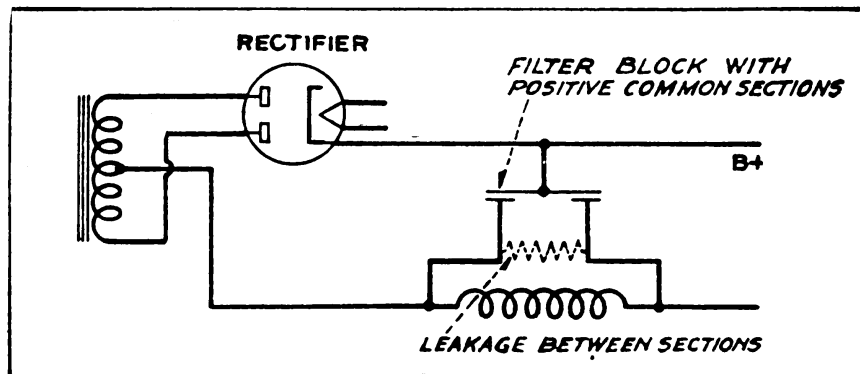 RECTIFIER
FILTER BLOCK WITH
POSITIVE COMMON SECTIONS
B+
LEAKAGE BETWEEN SECTIONS